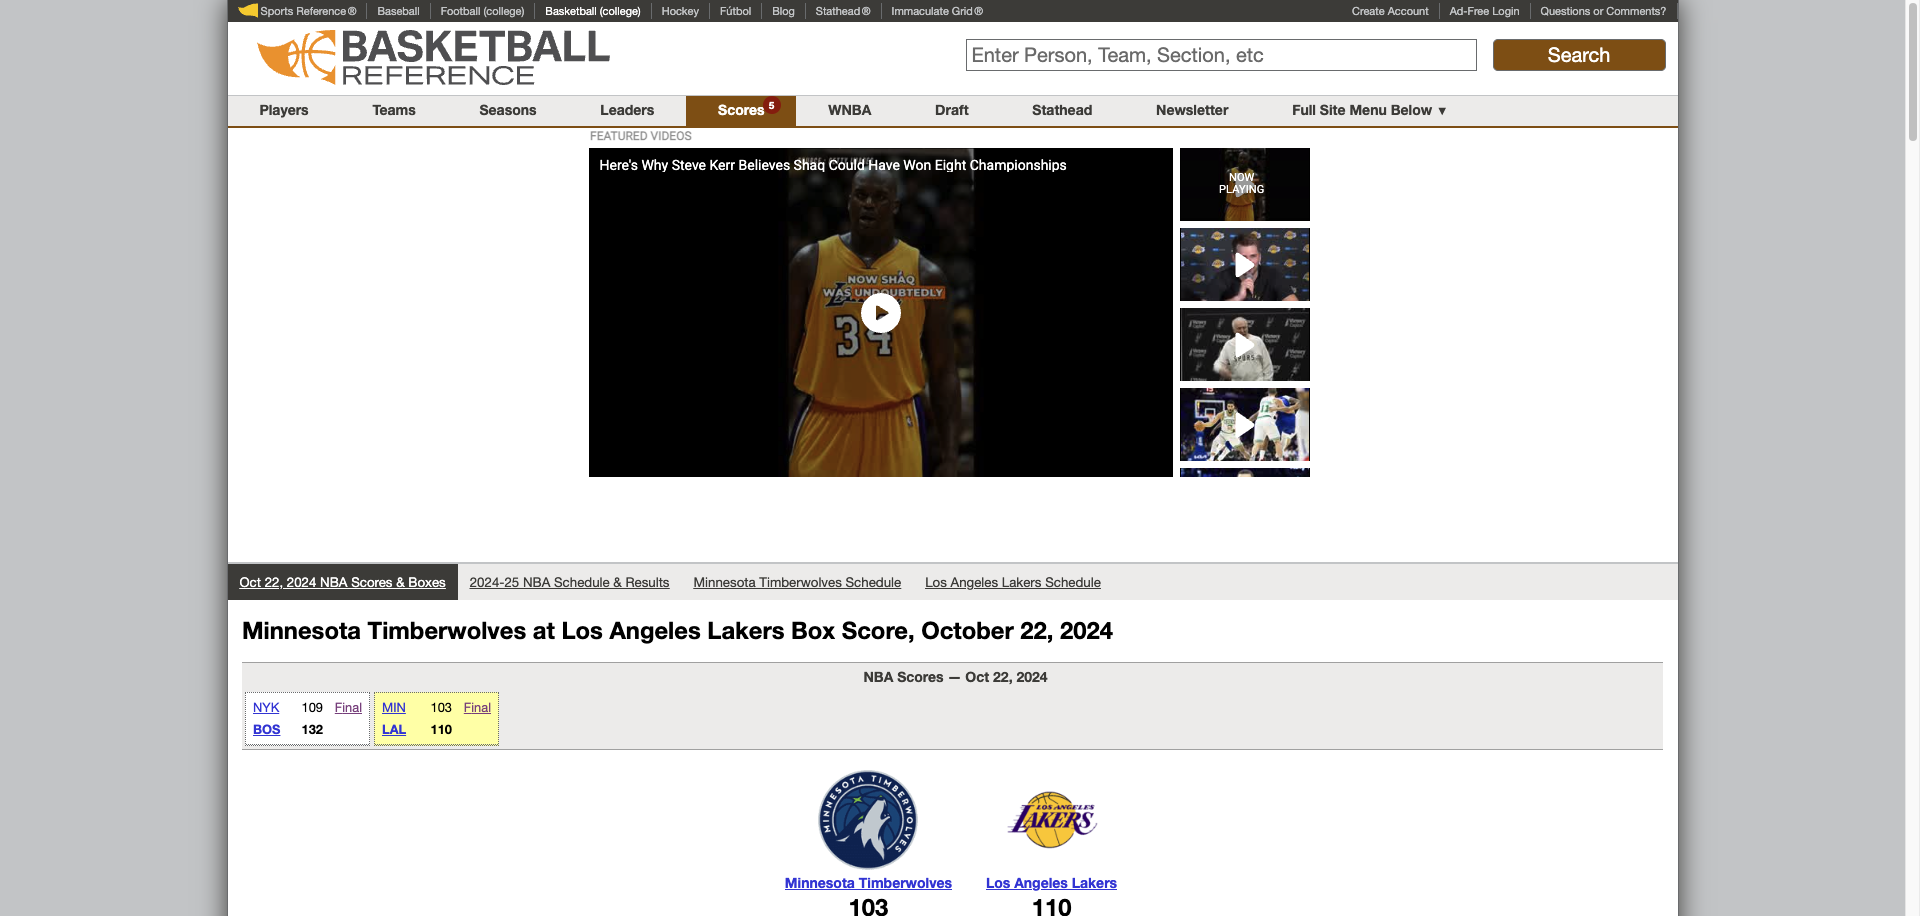 Sports Reference ®
Baseball
Football (college)
Basketball (college)
Hockey
Fútbol
Blog
Stathead ®
Immaculate Grid ®
Create Account
Ad-Free Login
Questions or Comments?
BASKETBALL
REFERENCE
Enter Person, Team, Section, etc
Search
Players
Teams
Seasons
Leaders
Scores 5
WNBA
Draft
Stathead
Newsletter
Full Site Menu Below ▼
FEATURED VIDEOS
Here's Why Steve Kerr Believes Shaq Could Have Won Eight Championships
NOW SHAQ
WAS UNDOUBTEDLY
34
NOW
PLAYING
Oct 22, 2024 NBA Scores & Boxes
2024-25 NBA Schedule & Results
Minnesota Timberwolves Schedule
Los Angeles Lakers Schedule
Minnesota Timberwolves at Los Angeles Lakers Box Score, October 22, 2024
NBA Scores — Oct 22, 2024
NYK 109 Final
BOS 132
MIN 103 Final
LAL 110
MINNESOTA TIMBERWOLVES
LOS ANGELES
LAKERS
Minnesota Timberwolves
Los Angeles Lakers
103
110